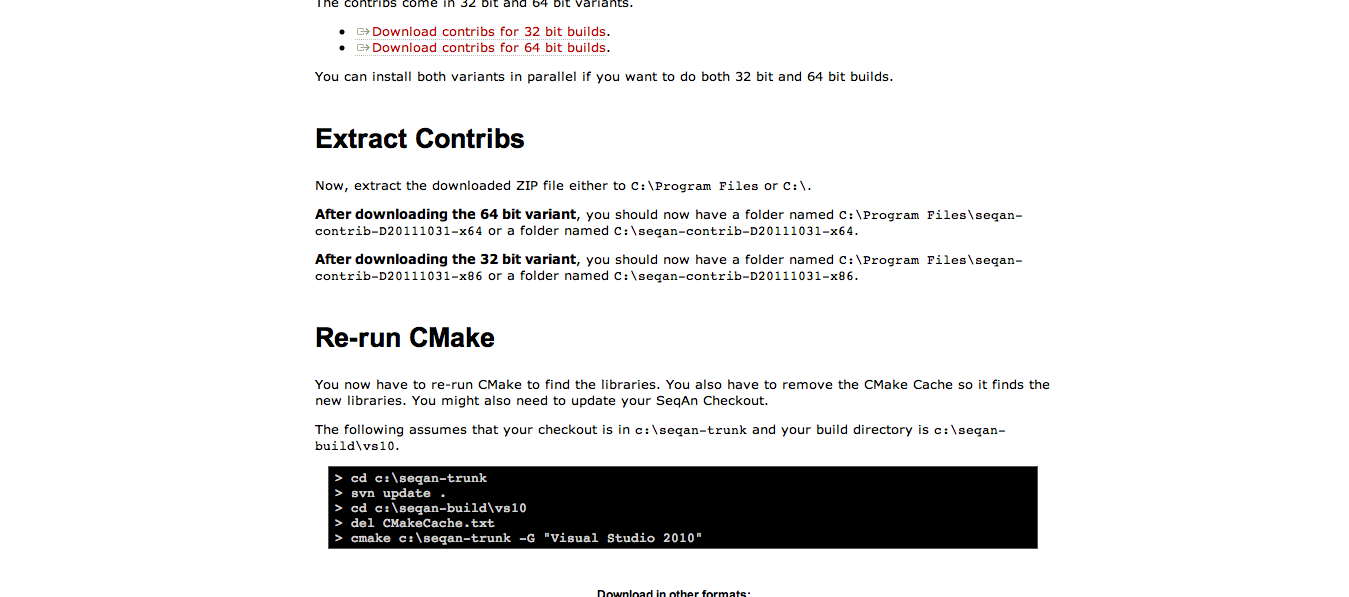 The contribs come in 32 bit and 64 bit variants.
Download contribs for 32 bit builds.
Download contribs for 64 bit builds.
You can install both variants in parallel if you want to do both 32 bit and 64 bit builds.
Extract Contribs
Now, extract the downloaded ZIP file either to C:\Program Files or C:\.
After downloading the 64 bit variant, you should now have a folder named C:\Program Files\seqan-
contrib-D20111031-x64 or a folder named C:\seqan-contrib-D20111031-x64.
After downloading the 32 bit variant, you should now have a folder named C:\Program Files\seqan-
contrib-D20111031-x86 or a folder named C:\seqan-contrib-D20111031-x86.
Re-run CMake
You now have to re-run CMake to find the libraries. You also have to remove the CMake Cache so it finds the
new libraries. You might also need to update your SeqAn Checkout.
The following assumes that your checkout is in c:\seqan-trunk and your build directory is c:\seqan-
build\vs10.
> cd c:\seqan-trunk
> svn update .
> cd c:\seqan-build\vs10
> del CMakeCache.txt
> cmake c:\seqan-trunk -G "Visual Studio 2010"
Download in other formats: